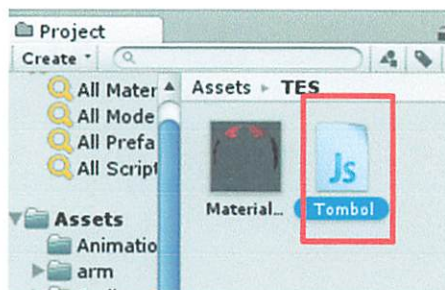 Project
Create
All Mater
All Mode
All Prefa
All Script
Assets
Animatio
arm
Assets TES
Material...
Js
Tombol